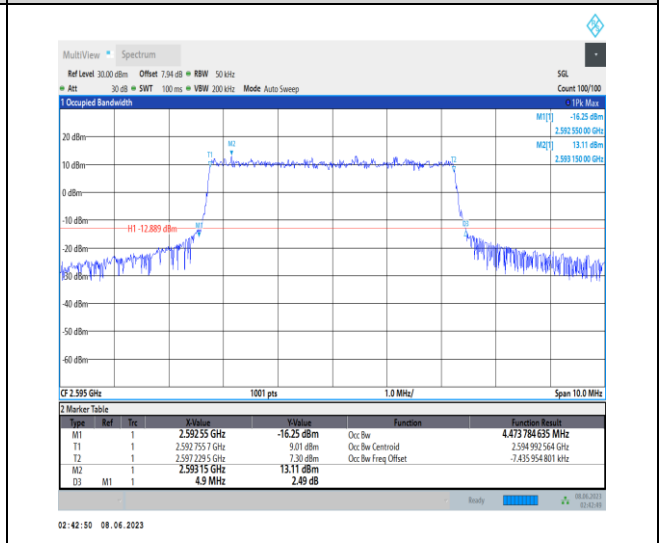 MultiView Spectrum
Ref Level 30.00 dBm Offset 7.94 dB RBW 50 kHz SGL
Att 30 dB SWT 100 ms VBW 200 kHz Mode Auto Sweep Count 100/100
1 Occupied Bandwidth 1Pk Max
M1[1] -16.25 dBm
2.592 550 00 GHz
M2[1] 13.11 dBm
2.593 150 00 GHz
20 dBm
M2
T1 T2
10 dBm
0 dBm
-10 dBm
H1 -12.889 dBm M1
-20 dBm
-30 dBm
-40 dBm
-50 dBm
-60 dBm
CF 2.595 GHz 1001 pts 1.0 MHz/ Span 10.0 MHz
2 Marker Table
Type Ref Trc X-Value Y-Value Function Function Result
M1 1 2.59255 GHz -16.25 dBm Occ Bw 4.473 784 635 MHz
T1 1 2.592 755 7 GHz 9.01 dBm Occ Bw Centroid 2.594 992 564 GHz
T2 1 2.597 229 5 GHz 7.30 dBm Occ Bw Freq Offset -7.435 954 801 kHz
M2 1 2.59315 GHz 13.11 dBm
D3 M1 1 4.9 MHz 2.49 dB
Ready 08.06.2023
02:42:50 08.06.2023